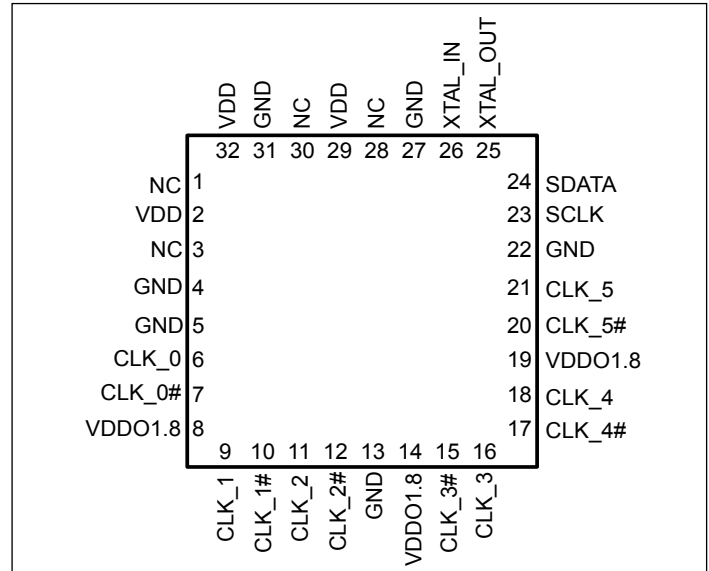 VDD GND NC VDD NC GND XTAL_IN XTAL_OUT
32 31 30 29 28 27 26 25
NC 1 24 SDATA
VDD 2 23 SCLK
NC 3 22 GND
GND 4 21 CLK_5
GND 5 20 CLK_5#
CLK_0 6 19 VDDO1.8
CLK_0# 7 18 CLK_4
VDDO1.8 8 17 CLK_4#
9 10 11 12 13 14 15 16
CLK_1 CLK_1# CLK_2 CLK_2# GND VDDO1.8 CLK_3# CLK_3